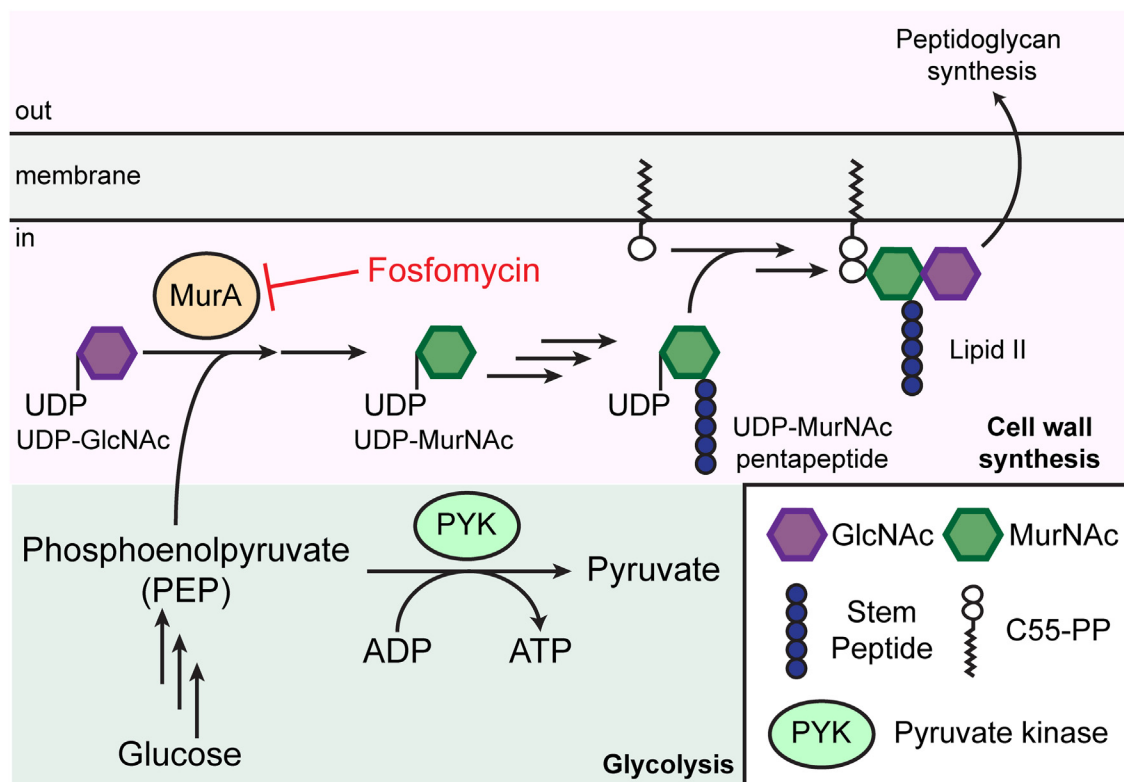 Peptidoglycan
synthesis
out
membrane
in
MurA
Fosfomycin
UDP
UDP-GlcNAc
UDP
UDP-MurNAc
UDP
UDP-MurNAc
pentapeptide
Lipid II
Cell wall
synthesis
Phosphoenolpyruvate
(PEP)
PYK
Pyruvate
ADP
ATP
Glucose
Glycolysis
GlcNAc
MurNAc
Stem
Peptide
C55-PP
PYK
Pyruvate kinase